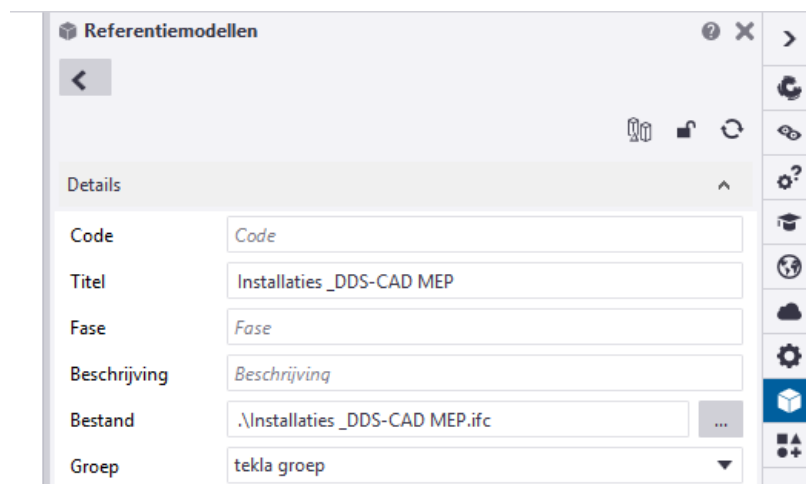 Referentiemodellen
Details
Code Code
Titel Installaties _DDS-CAD MEP
Fase Fase
Beschrijving Beschrijving
Bestand .\Installaties _DDS-CAD MEP.ifc ...
Groep tekla groep